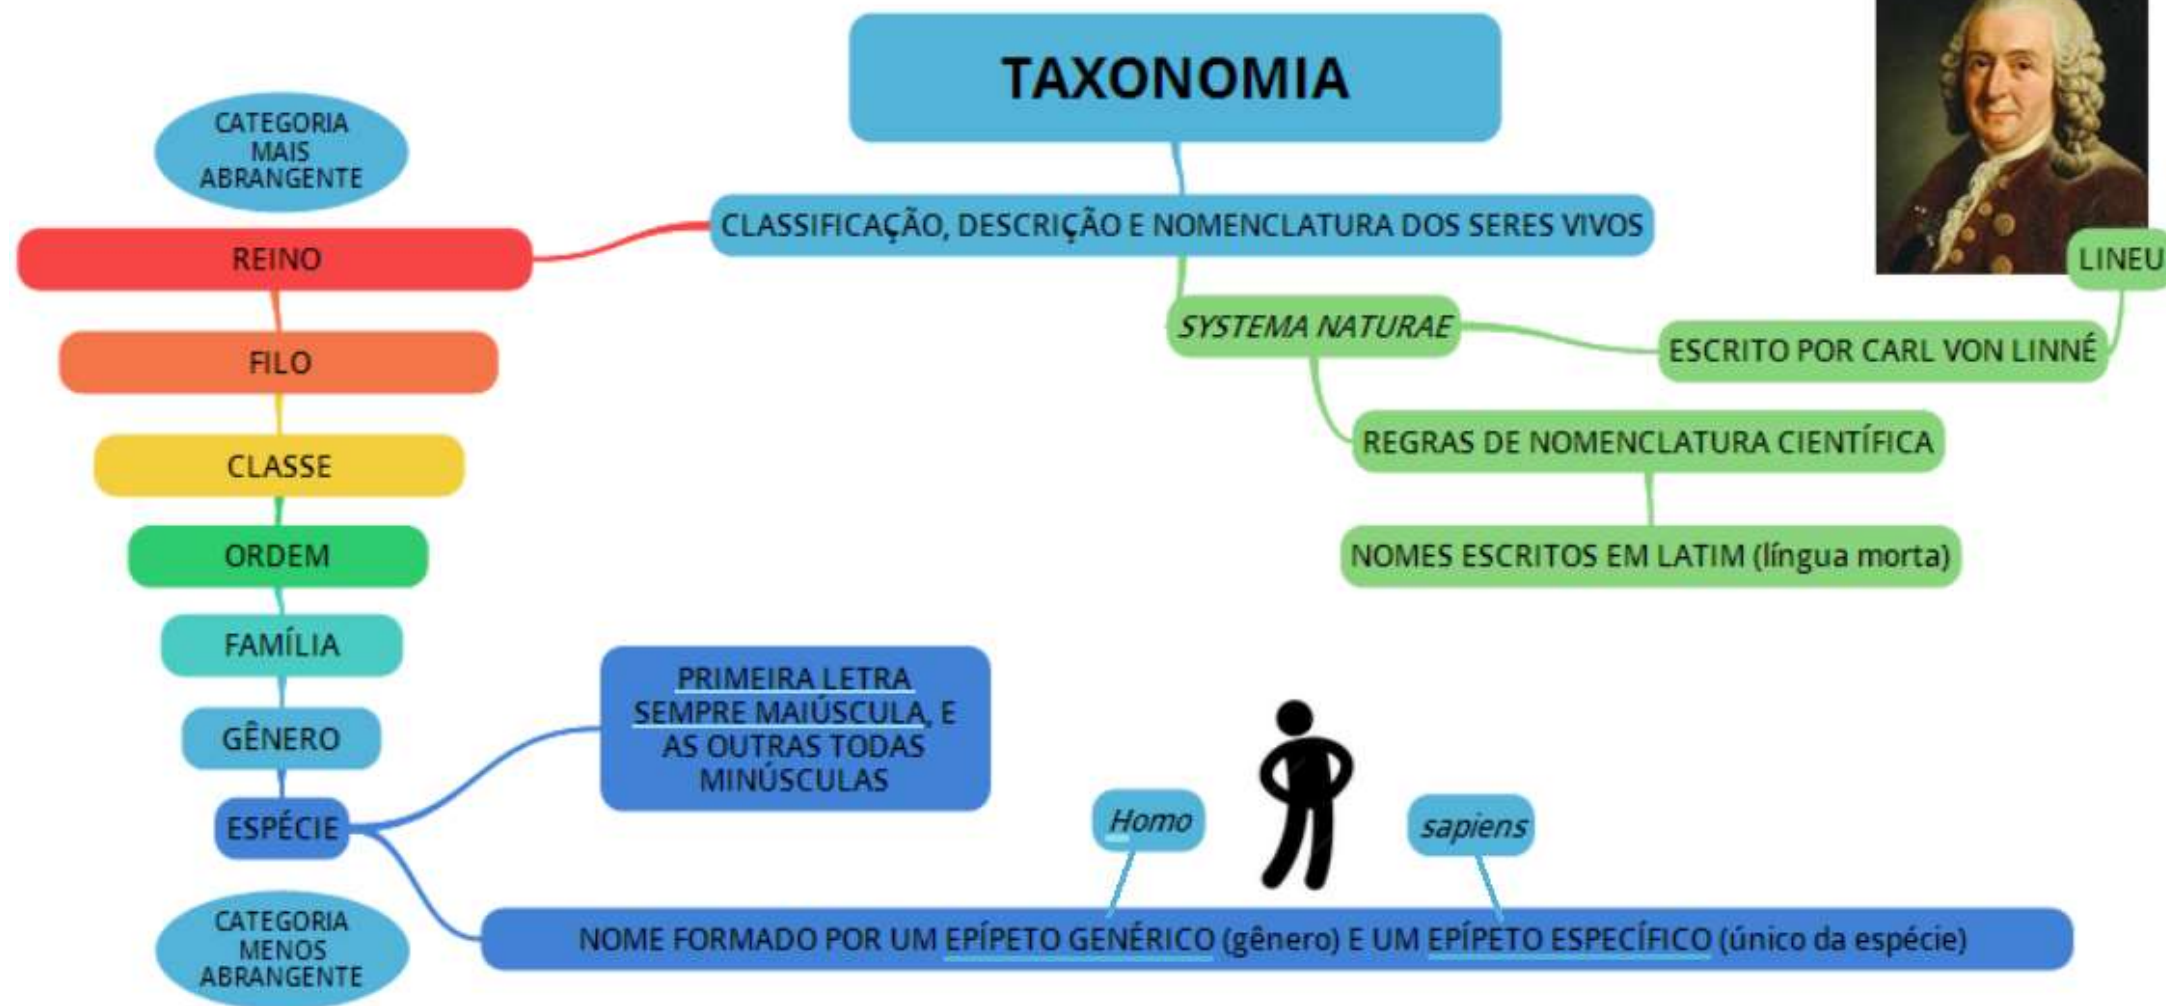 TAXONOMIA
CATEGORIA
MAIS
ABRANGENTE
CLASSIFICAÇÃO, DESCRIÇÃO E NOMENCLATURA DOS SERES VIVOS
REINO
FILO
CLASSE
ORDEM
FAMÍLIA
GÊNERO
ESPÉCIE
CATEGORIA
MENOS
ABRANGENTE
LINEU
SYSTEMA NATURAE
ESCRITO POR CARL VON LINNÉ
REGRAS DE NOMENCLATURA CIENTÍFICA
NOMES ESCRITOS EM LATIM (língua morta)
PRIMEIRA LETRA
SEMPRE MAIÚSCULA, E
AS OUTRAS TODAS
MINÚSCULAS
Homo
sapiens
NOME FORMADO POR UM EPÍPETO GENÉRICO (gênero) E UM EPÍPETO ESPECÍFICO (único da espécie)